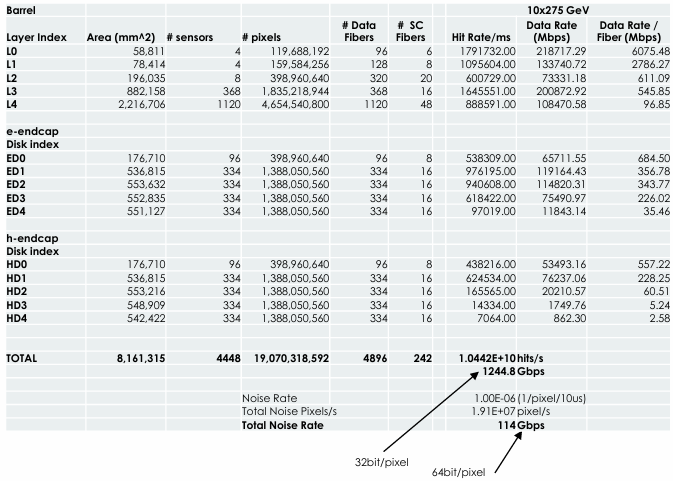 Barrel 10x275 GeV
# Data # SC Data Rate Data Rate /
Layer Index Area (mm^2) # sensors # pixels Fibers Fibers Hit Rate/ms (Mbps) Fiber (Mbps)
L0 58,811 4 119,688,192 96 6 1791732.00 218717.29 6075.48
L1 78,414 4 159,584,256 128 8 1095604.00 133740.72 2786.27
L2 196,035 8 398,960,640 320 20 600729.00 73331.18 611.09
L3 882,158 368 1,835,218,944 368 16 1645551.00 200872.92 545.85
L4 2,216,706 1120 4,654,540,800 1120 48 888591.00 108470.58 96.85
e-endcap
Disk index
ED0 176,710 96 398,960,640 96 8 538309.00 65711.55 684.50
ED1 536,815 334 1,388,050,560 334 16 976195.00 119164.43 356.78
ED2 553,632 334 1,388,050,560 334 16 940608.00 114820.31 343.77
ED3 552,835 334 1,388,050,560 334 16 618422.00 75490.97 226.02
ED4 551,127 334 1,388,050,560 334 16 97019.00 11843.14 35.46
h-endcap
Disk index
HD0 176,710 96 398,960,640 96 8 438216.00 53493.16 557.22
HD1 536,815 334 1,388,050,560 334 16 624534.00 76237.06 228.25
HD2 553,216 334 1,388,050,560 334 16 165565.00 20210.57 60.51
HD3 548,909 334 1,388,050,560 334 16 14334.00 1749.76 5.24
HD4 542,422 334 1,388,050,560 334 16 7064.00 862.30 2.58
TOTAL 8,161,315 4448 19,070,318,592 4896 242 1.0442E+10 hits/s
1244.8 Gbps
Noise Rate 1.00E-06 (1/pixel/10us)
Total Noise Pixels/s 1.91E+07 pixel/s
Total Noise Rate 114 Gbps
32bit/pixel
64bit/pixel